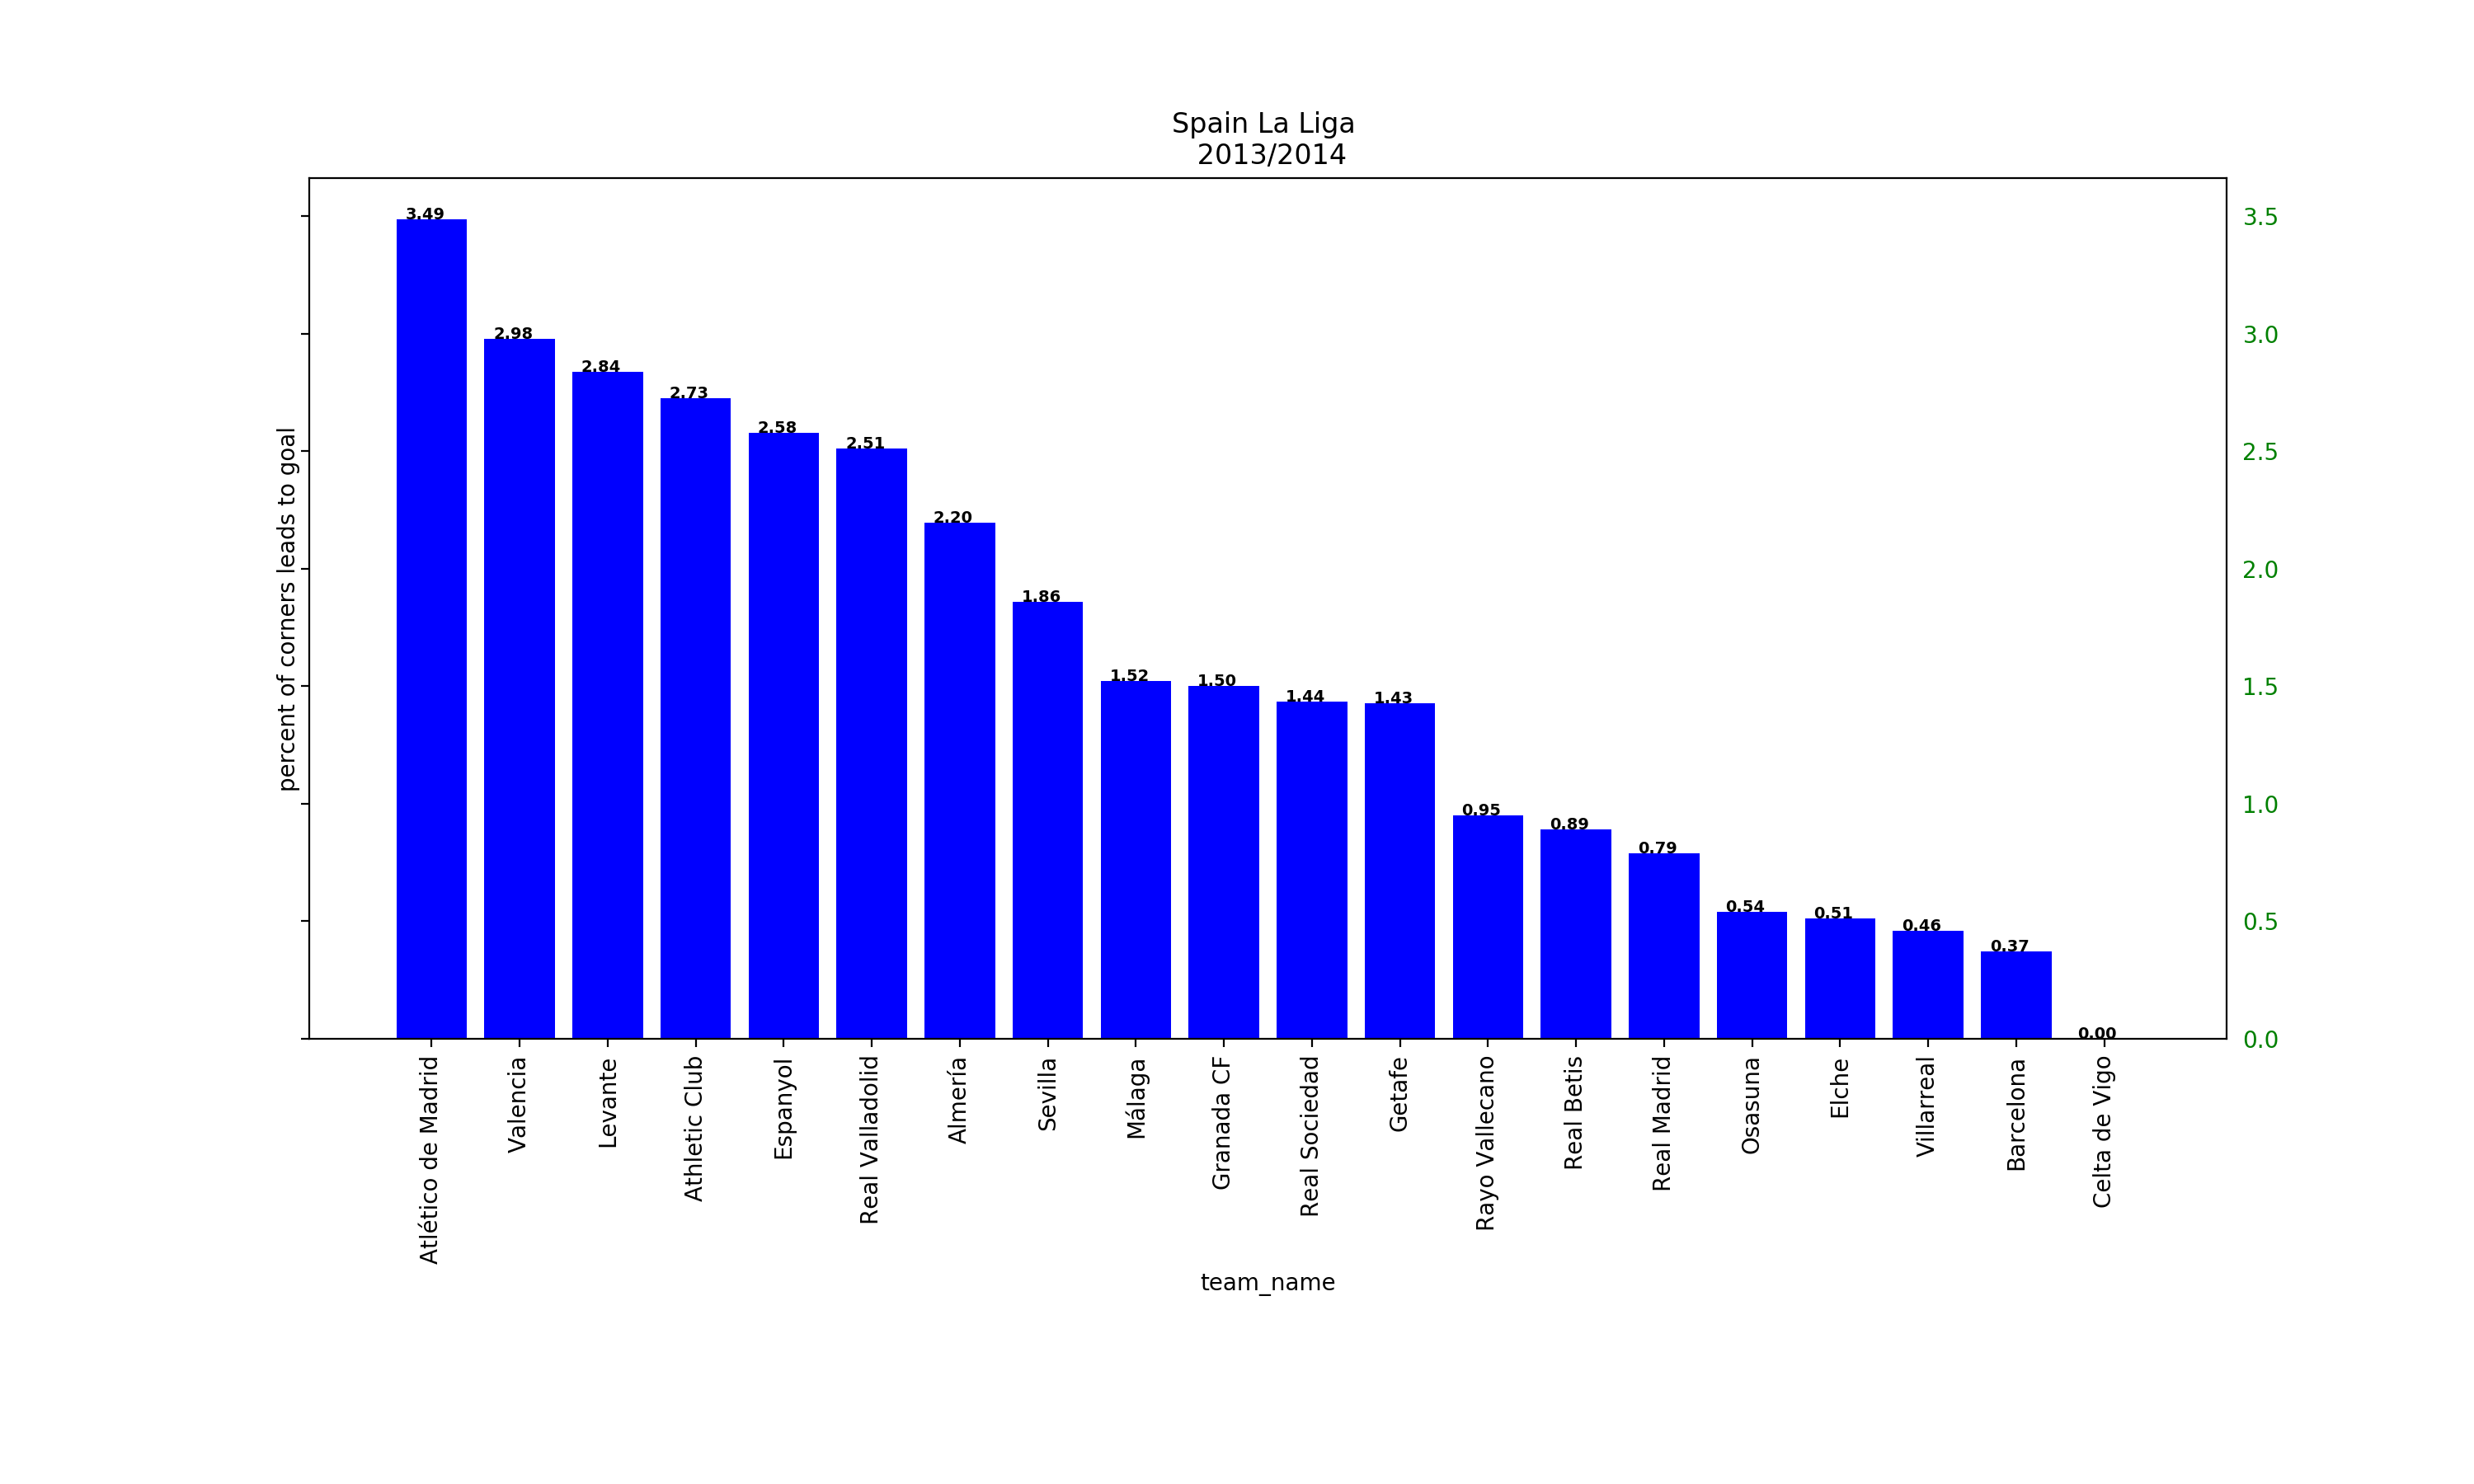 Spain La Liga
2013/2014
percent of corners leads to goal
3.49
2.98
2.84
2.73
2.58
2.51
2.20
1.86
1.52
1.50
1.44
1.43
0.95
0.89
0.79
0.54
0.51
0.46
0.37
0.00
3.5
3.0
2.5
2.0
1.5
1.0
0.5
0.0
Atlético de Madrid
Valencia
Levante
Athletic Club
Espanyol
Real Valladolid
Almería
Sevilla
Málaga
Granada CF
Real Sociedad
Getafe
Rayo Vallecano
Real Betis
Real Madrid
Osasuna
Elche
Villarreal
Barcelona
Celta de Vigo
team_name